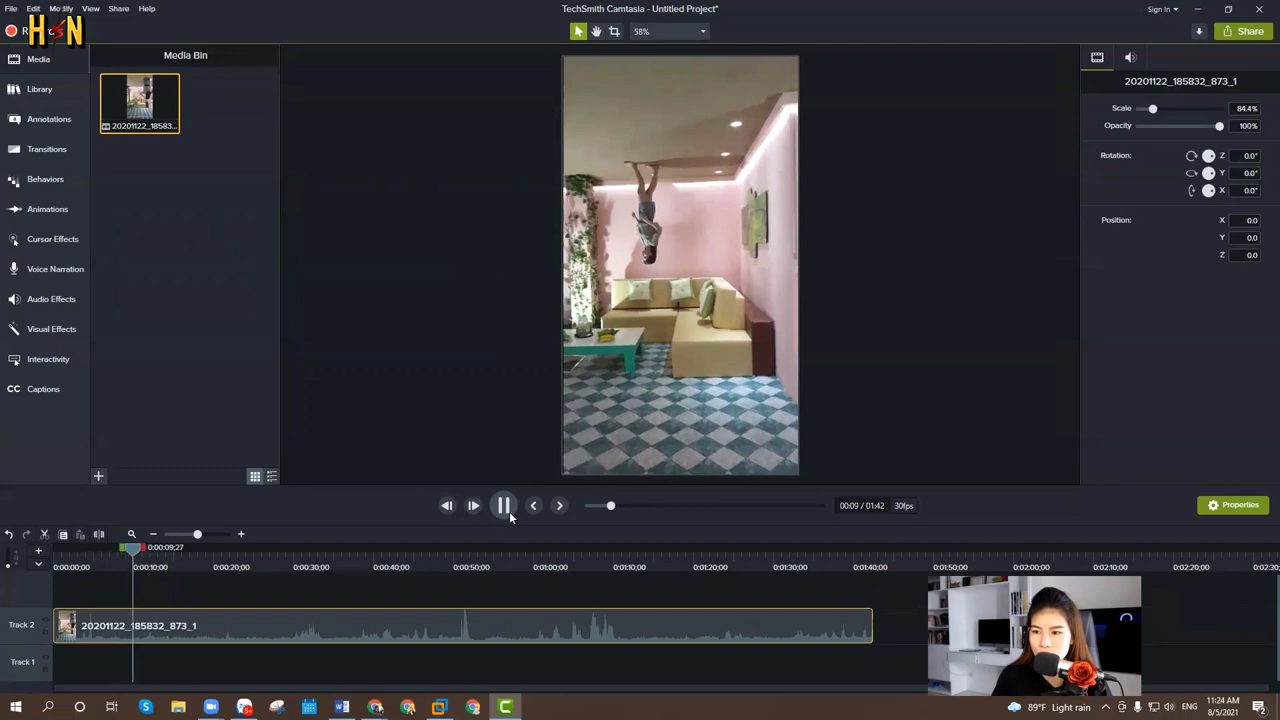 File Edit Modify View Share Help
TechSmith Camtasia - Untitled Project*
Sign In
HSN
58%
Share
Media
Media Bin
20201122_185832_873_1
Library
20201122_18583...
Scale 84.4%
Annotations
Opacity 100%
Transitions
Rotation: Z 0.0°
Behaviors
Y 0.0°
X 0.0°
Animations
Position: X 0.0
Cursor Effects
Y 0.0
Z 0.0
Voice Narration
Audio Effects
Visual Effects
Interactivity
CC Captions
00:09 / 01:42 30fps
Properties
0:00:09;27
0:00:00;00 0:00:10;00 0:00:20;00 0:00:30;00 0:00:40;00 0:00:50;00 0:01:00;00 0:01:10;00 0:01:20;00 0:01:30;00 0:01:40;00 0:01:50;00 0:02:00;00 0:02:10;00 0:02:20;00
Track 2
20201122_185832_873_1
Track 1
89°F Light rain
11:24 AM
8/5/2021